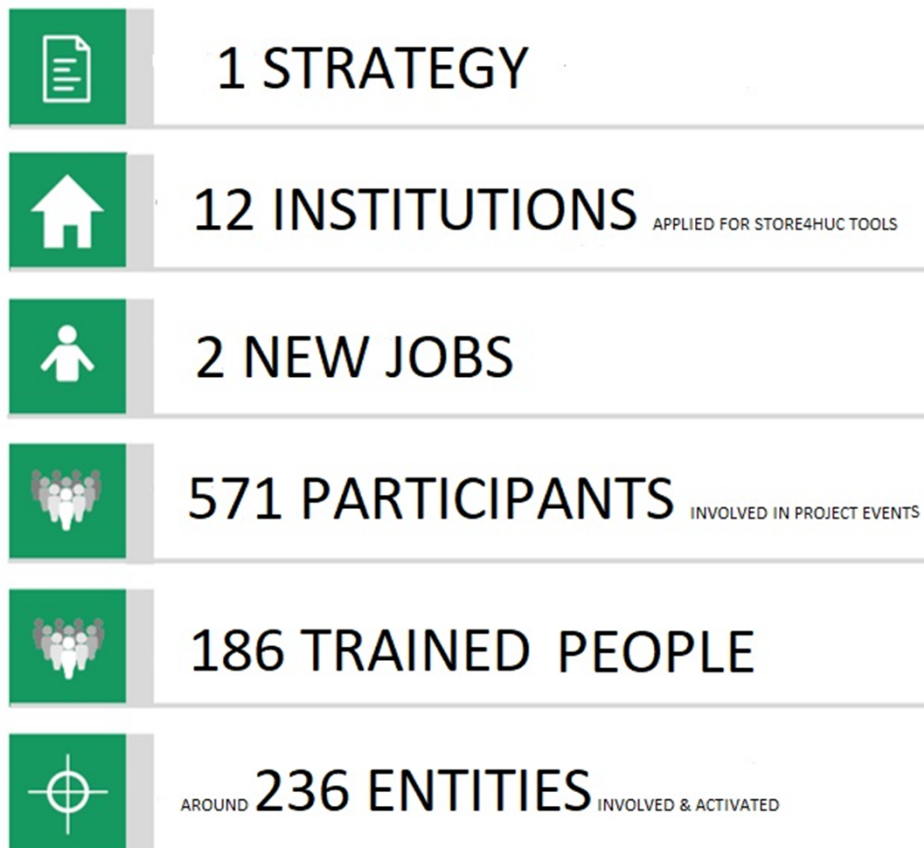 1 STRATEGY
12 INSTITUTIONS APPLIED FOR STORE4HUC TOOLS
2 NEW JOBS
571 PARTICIPANTS INVOLVED IN PROJECT EVENTS
186 TRAINED PEOPLE
AROUND 236 ENTITIES INVOLVED & ACTIVATED